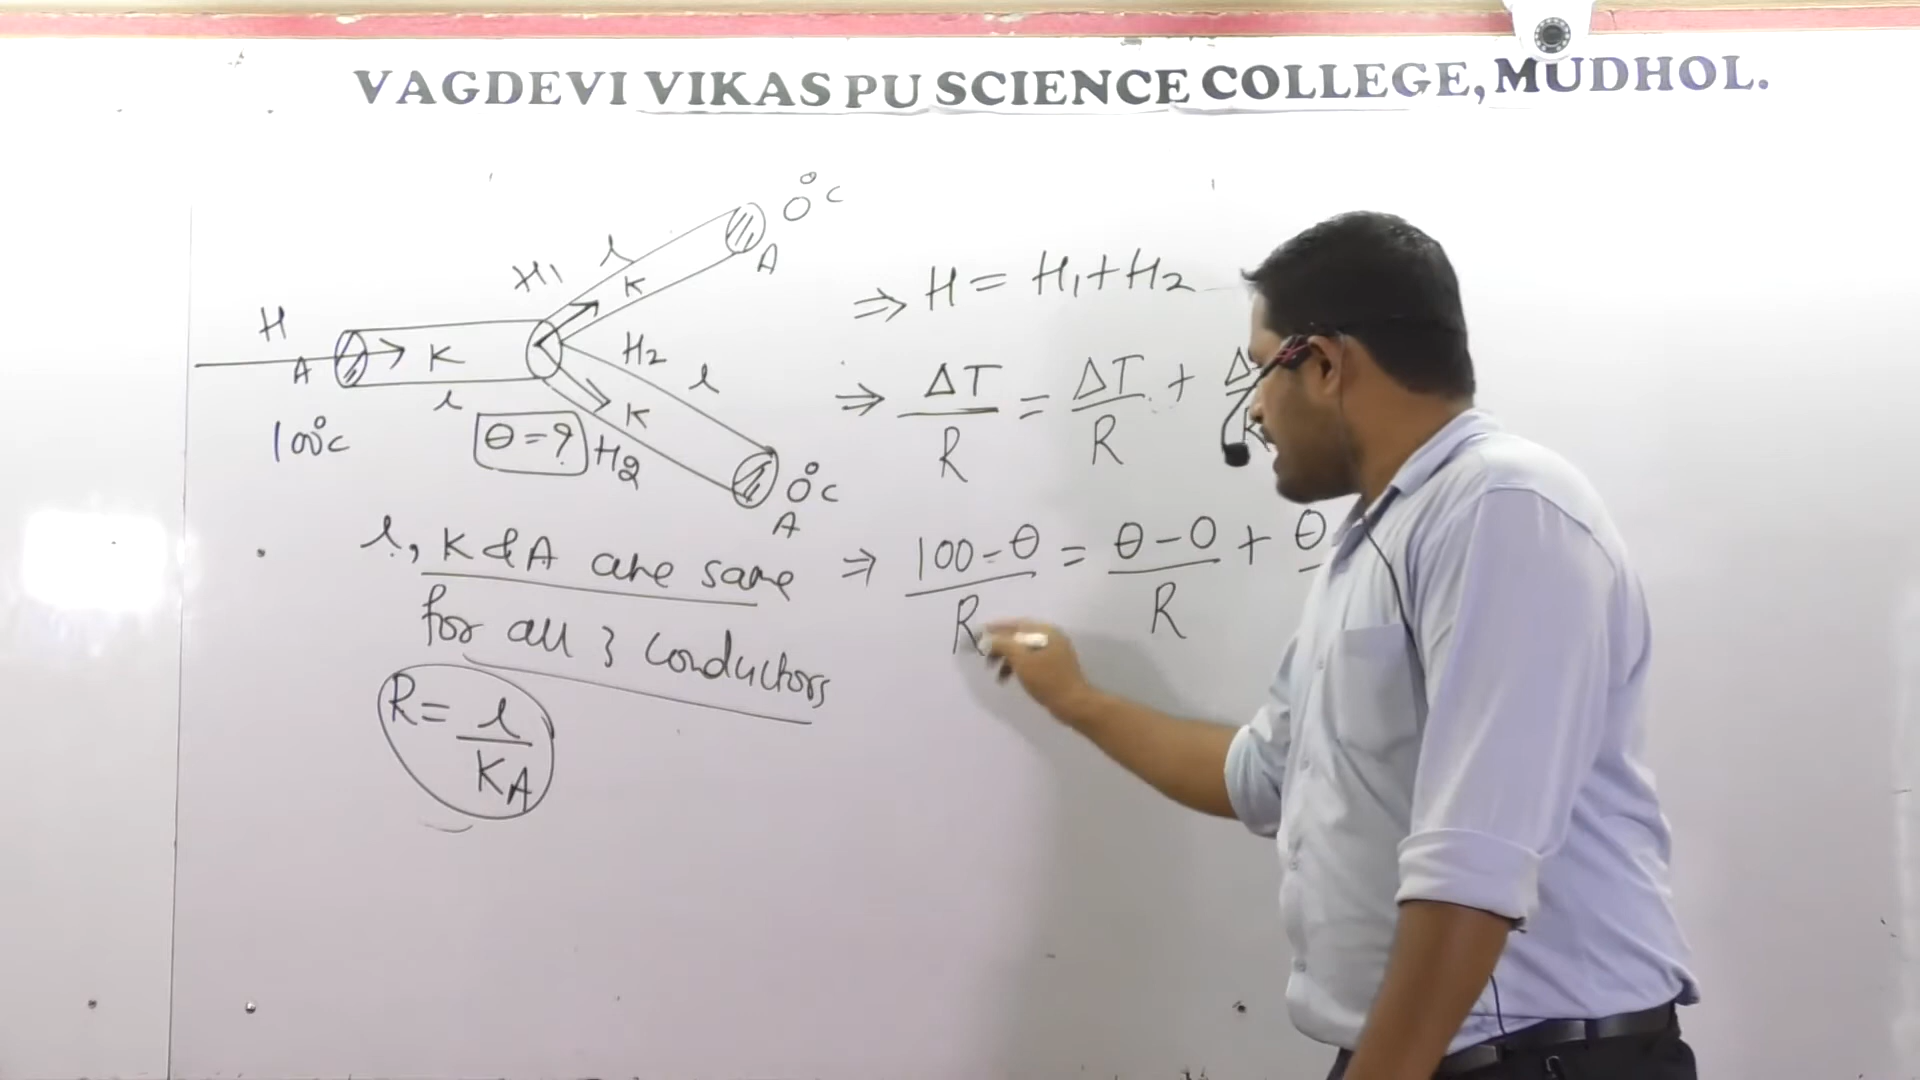 VAGDEVI VIKAS PU SCIENCE COLLEGE, MUDHOL.
0°C
A
H1 l
K
H
A
K
l
100°C
H2
l
K
θ=?
H2
0°C
A
l, K & A are same
for all 3 conductors
R = l/KA
⇒ H = H1 + H2
⇒ ΔT/R = ΔT/R + Δ
⇒ 100-θ/R = θ-0/R + θ